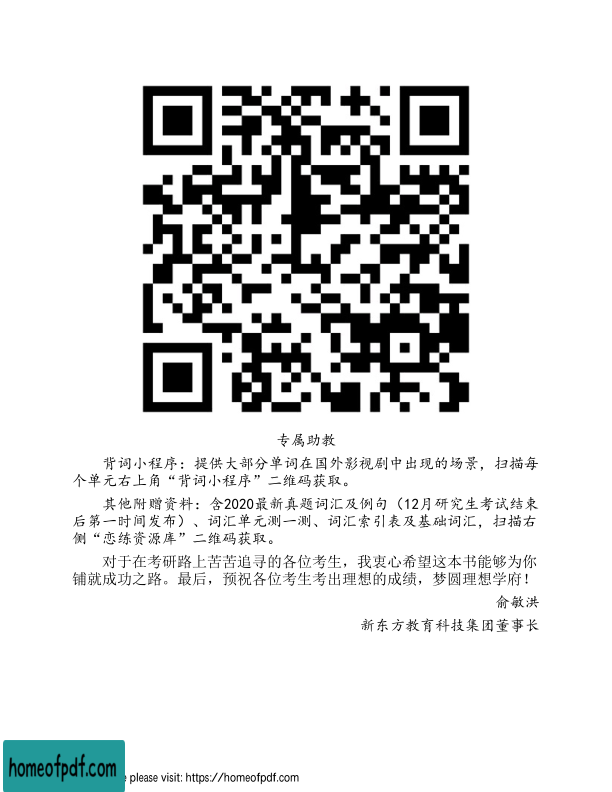 专属助教
背词小程序：提供大部分单词在国外影视剧中出现的场景，扫描每
个单元右上角“背词小程序”二维码获取。
其他附赠资料：含2020最新真题词汇及例句（12月研究生考试结束
后第一时间发布）、词汇单元测一测、词汇索引表及基础词汇，扫描右
侧“恋练资源库”二维码获取。
对于在考研路上苦苦追寻的各位考生，我衷心希望这本书能够为你
铺就成功之路。最后，预祝各位考生考出理想的成绩，梦圆理想学府！
俞敏洪
新东方教育科技集团董事长
homeofpdf.com
e please visit: https://homeofpdf.com